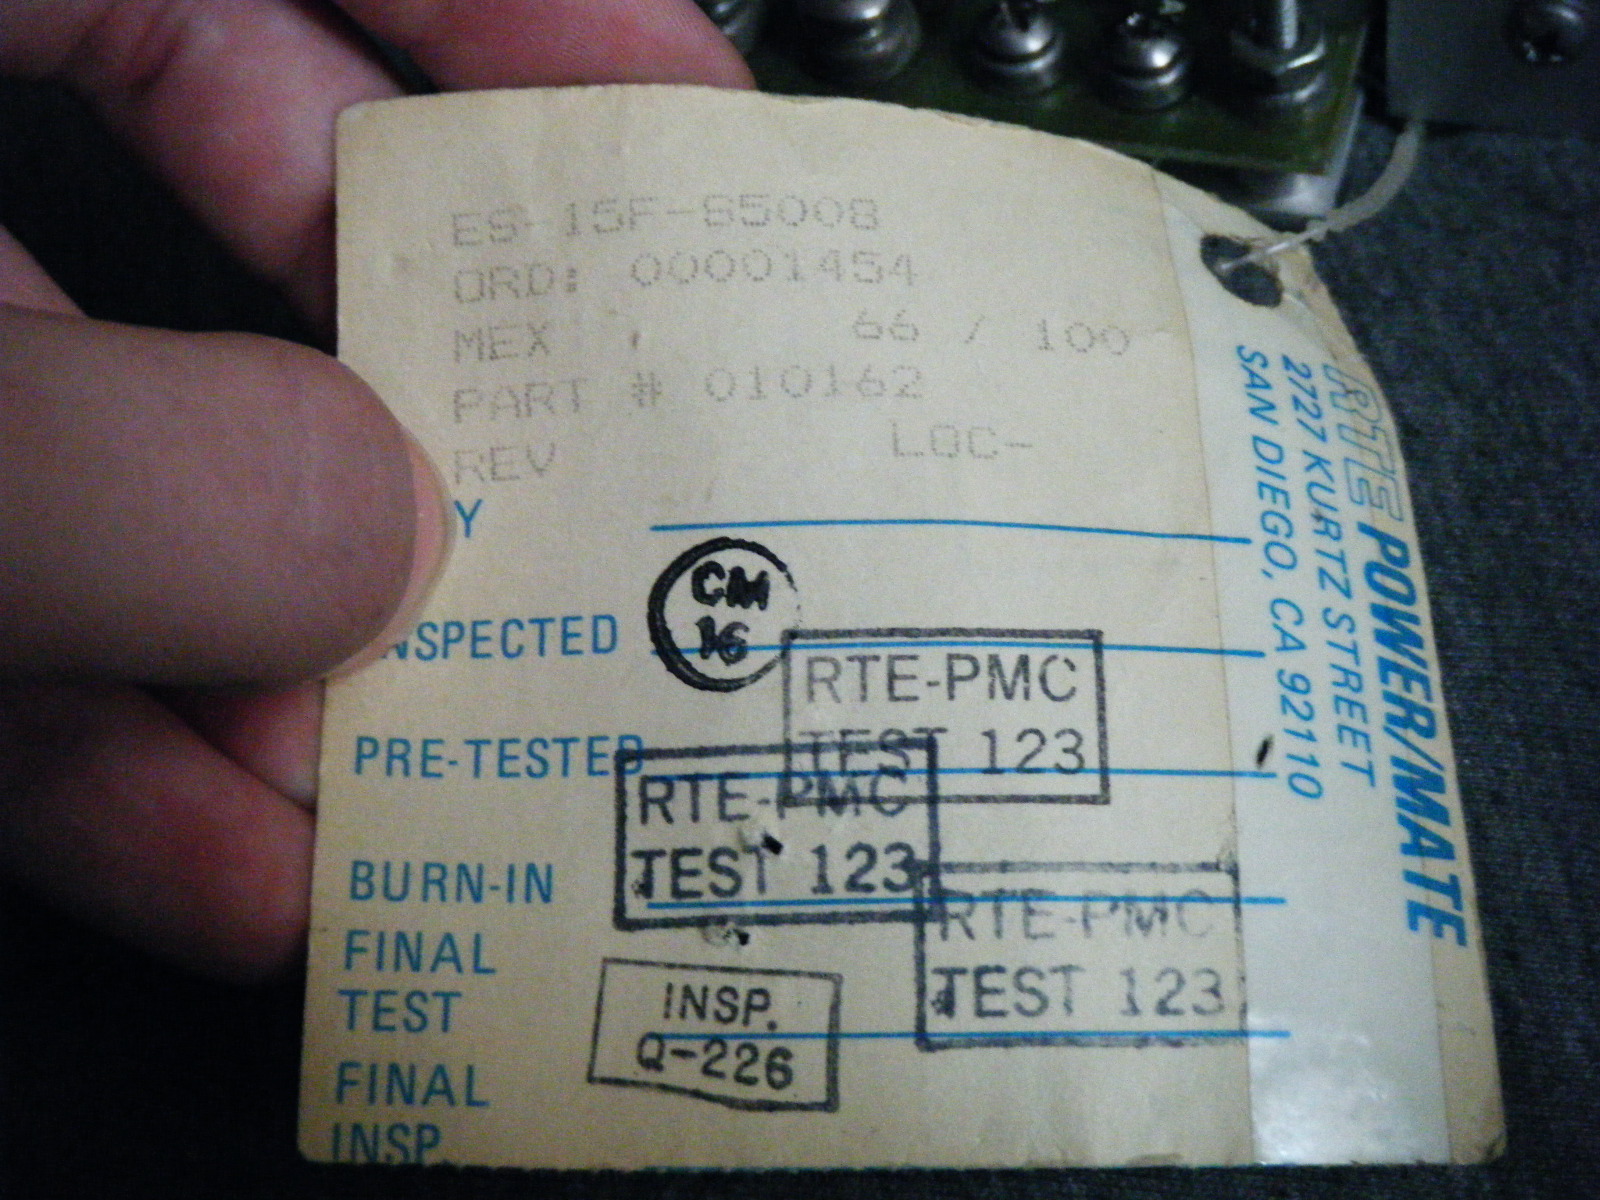 ES-15F-S5008
ORD: 00001454
MEX 66 / 100
PART # 010162
REV LOC-
Y
NSPECTED
PRE-TESTED
BURN-IN
FINAL
TEST
FINAL
INSP.
CM
16
RTE-PMC
TEST 123
RTE-PMC
TEST 123
RTE-PMC
TEST 123
INSP.
Q-226
RTE POWER/MATE
2727 KURTZ STREET
SAN DIEGO, CA 92110